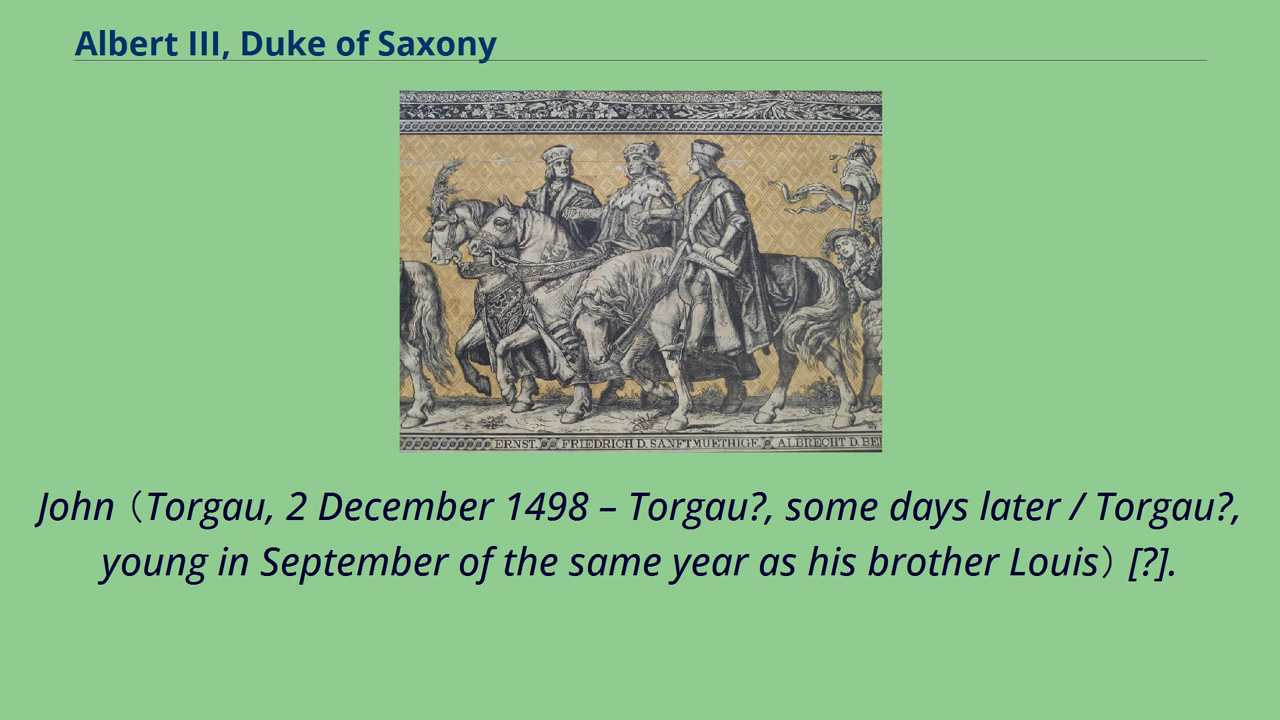 Albert III, Duke of Saxony
ERNST. FRIEDRICH D. SANFTMUETHIGE. ALBRECHT D. BE
John （Torgau, 2 December 1498 – Torgau?, some days later / Torgau?,
young in September of the same year as his brother Louis） [?].